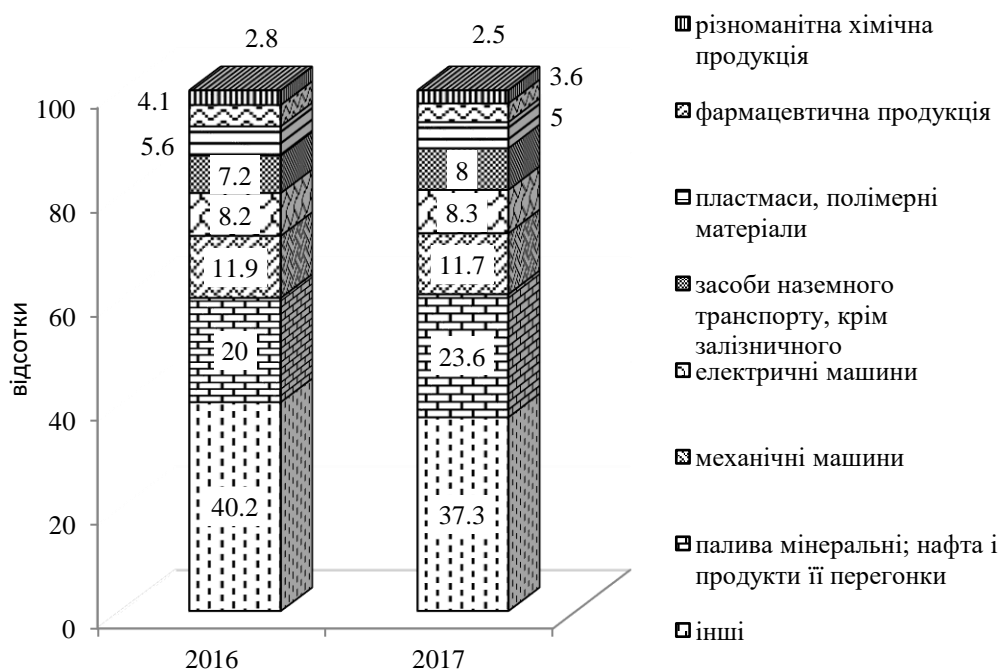 2.8
2.5
4.1
3.6
5.6
5
7.2
8
8.2
8.3
11.9
11.7
20
23.6
40.2
37.3
100
80
60
40
20
0
відсотки
2016
2017
різноманітна хімічна
продукція
фармацевтична продукція
пластмаси, полімерні
матеріали
засоби наземного
транспорту, крім
залізничного
електричні машини
механічні машини
палива мінеральні; нафта і
продукти її перегонки
інші